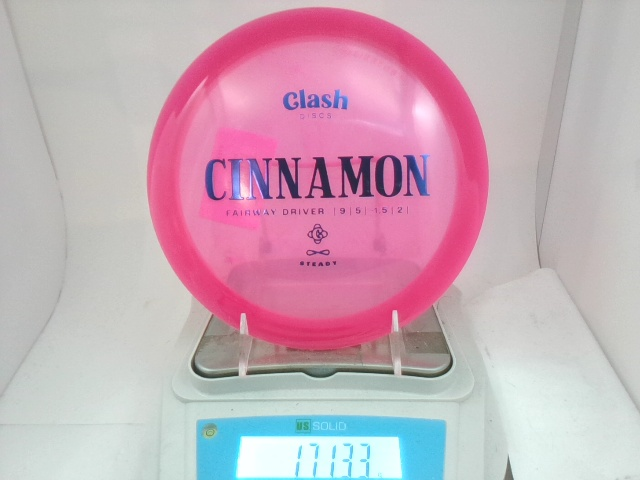 Clash
DISCS
CINNAMON
FAIRWAY DRIVER | 9 | 5 | -1.5 | 2 |
STEADY
US SOLID
171.33